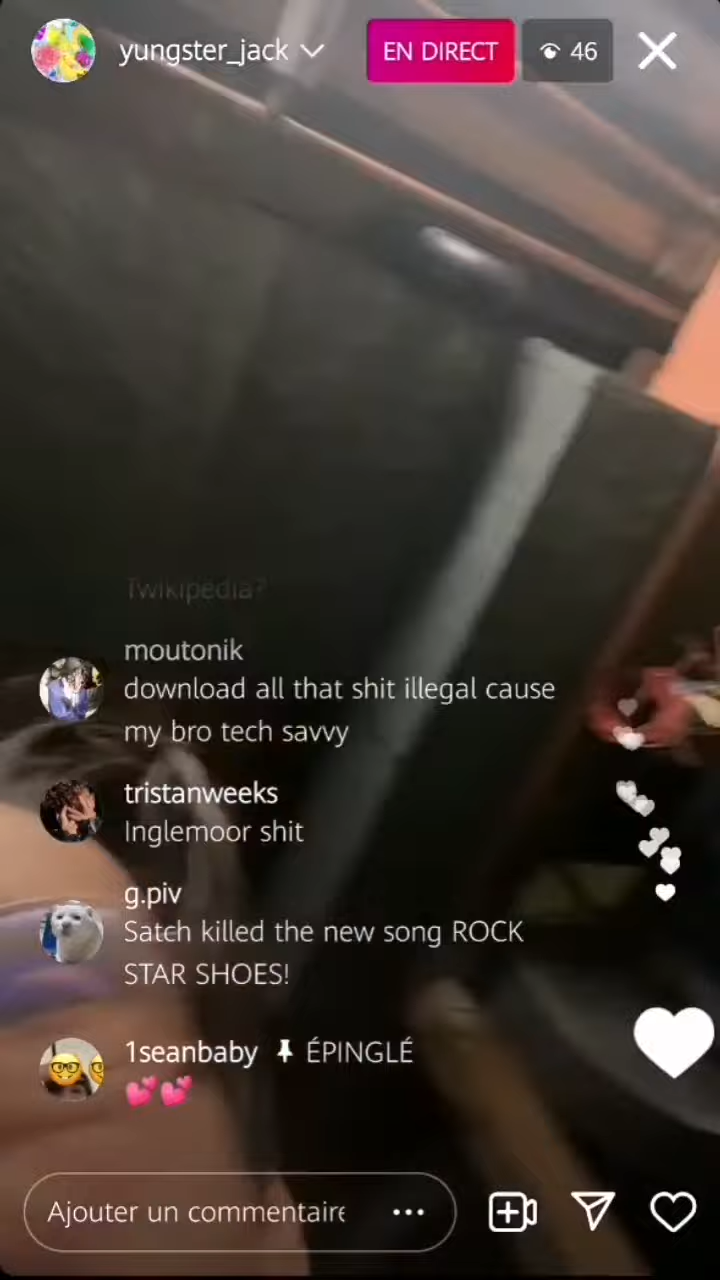 yungster_jack
EN DIRECT
46
Twikipedia?
moutonik
download all that shit illegal cause
my bro tech savvy
tristanweeks
Inglemoor shit
g.piv
Satch killed the new song ROCK
STAR SHOES!
1seanbaby 📌 ÉPINGLÉ
💕💕
Ajouter un commentaire